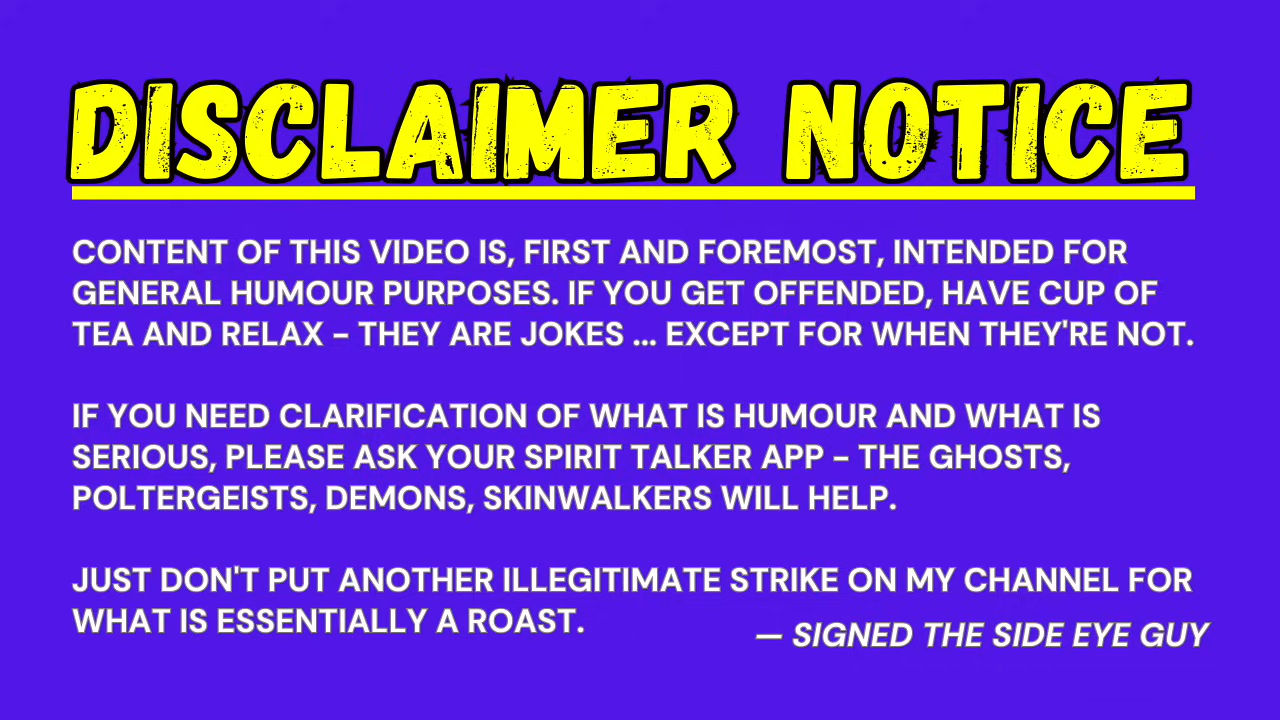 DISCLAIMER NOTICE
CONTENT OF THIS VIDEO IS, FIRST AND FOREMOST, INTENDED FOR
GENERAL HUMOUR PURPOSES. IF YOU GET OFFENDED, HAVE CUP OF
TEA AND RELAX – THEY ARE JOKES ... EXCEPT FOR WHEN THEY'RE NOT.
IF YOU NEED CLARIFICATION OF WHAT IS HUMOUR AND WHAT IS
SERIOUS, PLEASE ASK YOUR SPIRIT TALKER APP – THE GHOSTS,
POLTERGEISTS, DEMONS, SKINWALKERS WILL HELP.
JUST DON'T PUT ANOTHER ILLEGITIMATE STRIKE ON MY CHANNEL FOR
WHAT IS ESSENTIALLY A ROAST.
— SIGNED THE SIDE EYE GUY